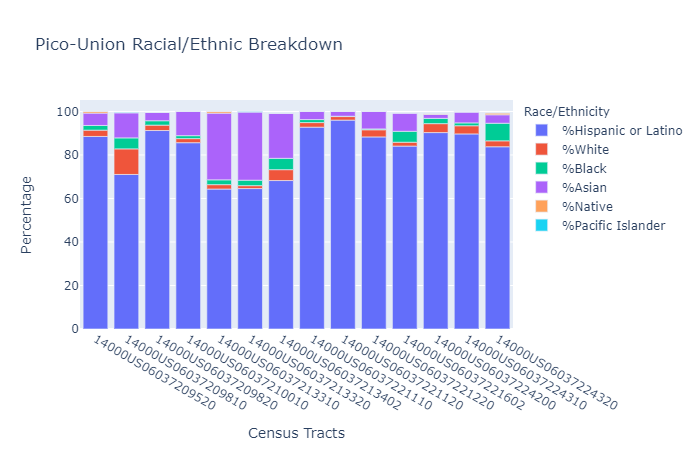 Pico-Union Racial/Ethnic Breakdown
Race/Ethnicity
%Hispanic or Latino
%White
%Black
%Asian
%Native
%Pacific Islander
Percentage
100
80
60
40
20
0
14000US06037209520
14000US06037209810
14000US06037209820
14000US06037210010
14000US06037213310
14000US06037213320
14000US06037213402
14000US06037221110
14000US06037221120
14000US06037221220
14000US06037221602
14000US06037224200
14000US06037224310
14000US06037224320
Census Tracts